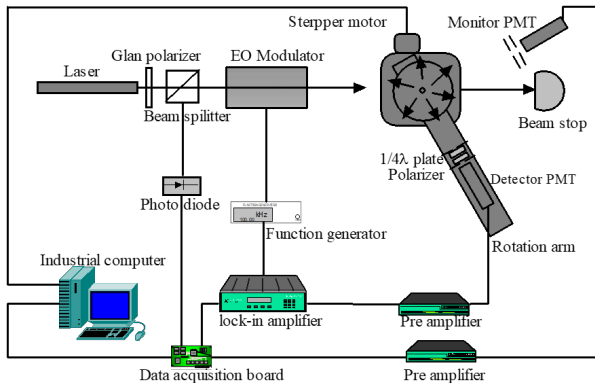 Sterpper motor
Monitor PMT
Glan polarizer
EO Modulator
Laser
Beam spilitter
Beam stop
1/4λ plate
Polarizer
Detector PMT
Photo diode
kHz
Function generator
Rotation arm
Industrial computer
lock-in amplifier
Pre amplifier
Data acquisition board
Pre amplifier